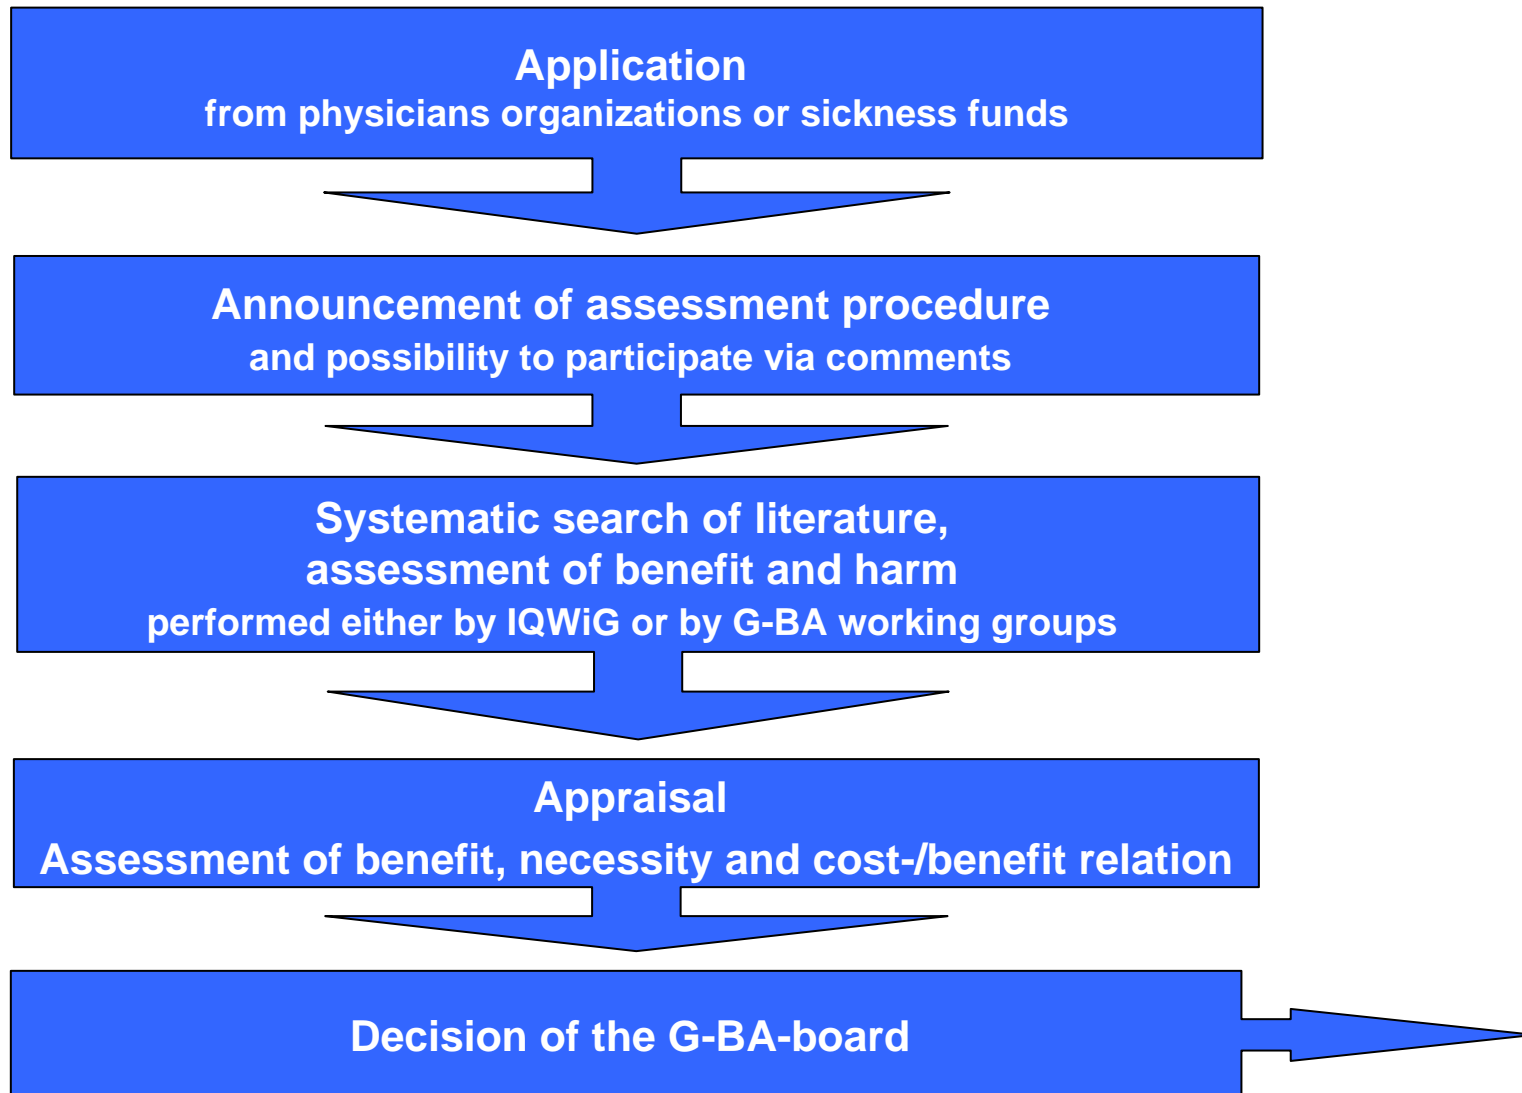 Application
from physicians organizations or sickness funds
Announcement of assessment procedure
and possibility to participate via comments
Systematic search of literature,
assessment of benefit and harm
performed either by IQWiG or by G-BA working groups
Appraisal
Assessment of benefit, necessity and cost-/benefit relation
Decision of the G-BA-board